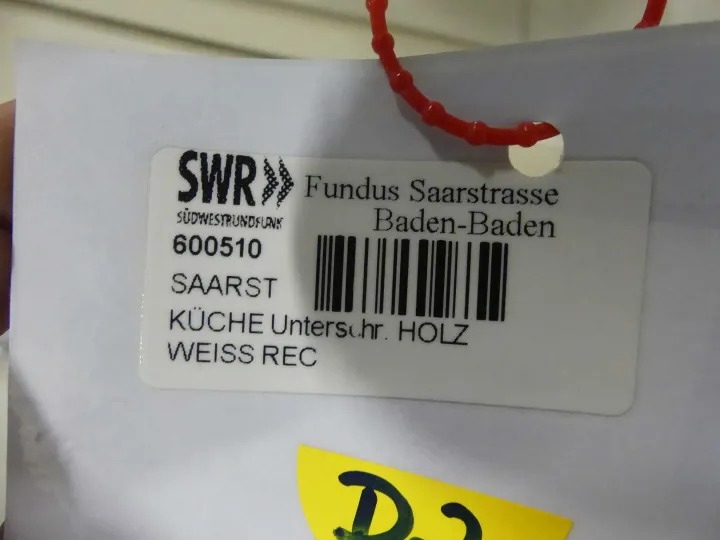 SWR Fundus Saarstrasse
SÜDWESTRUNDFUNK Baden-Baden
600510
SAARST
KÜCHE Unterschr. HOLZ
WEISS REC